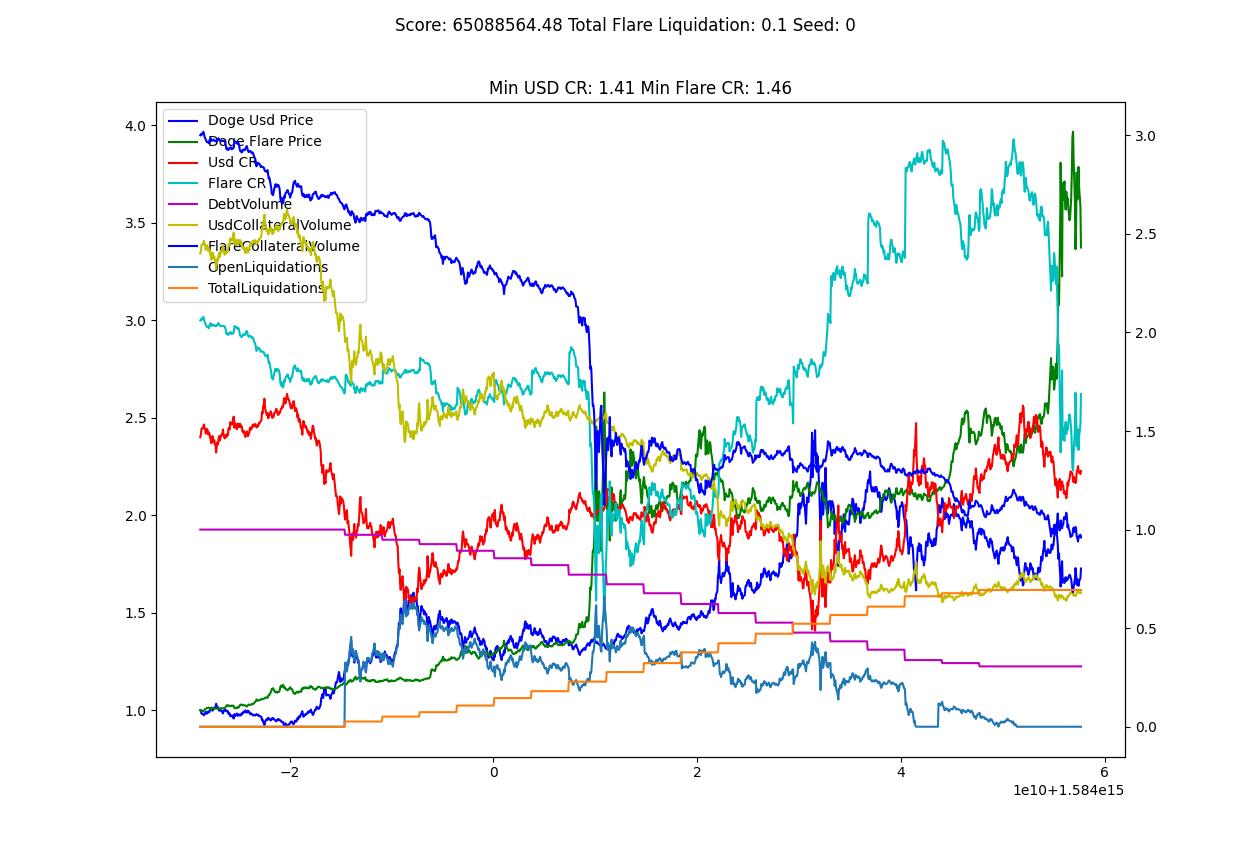 Score: 65088564.48 Total Flare Liquidation: 0.1 Seed: 0
Min USD CR: 1.41 Min Flare CR: 1.46
Doge Usd Price
Doge Flare Price
Usd CR
Flare CR
DebtVolume
UsdCollateralVolume
FlareCollateralVolume
OpenLiquidations
TotalLiquidations
4.0
3.5
3.0
2.5
2.0
1.5
1.0
3.0
2.5
2.0
1.5
1.0
0.5
0.0
−2
0
2
4
6
1e10+1.584e15